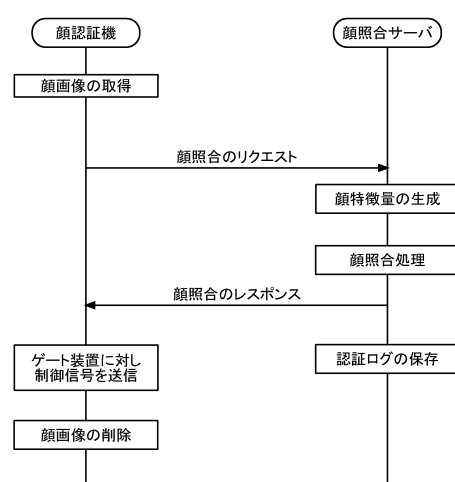 顔認証機
顔照合サーバ
顔画像の取得
顔照合のリクエスト
顔特徴量の生成
顔照合処理
顔照合のレスポンス
ゲート装置に対し
制御信号を送信
認証ログの保存
顔画像の削除